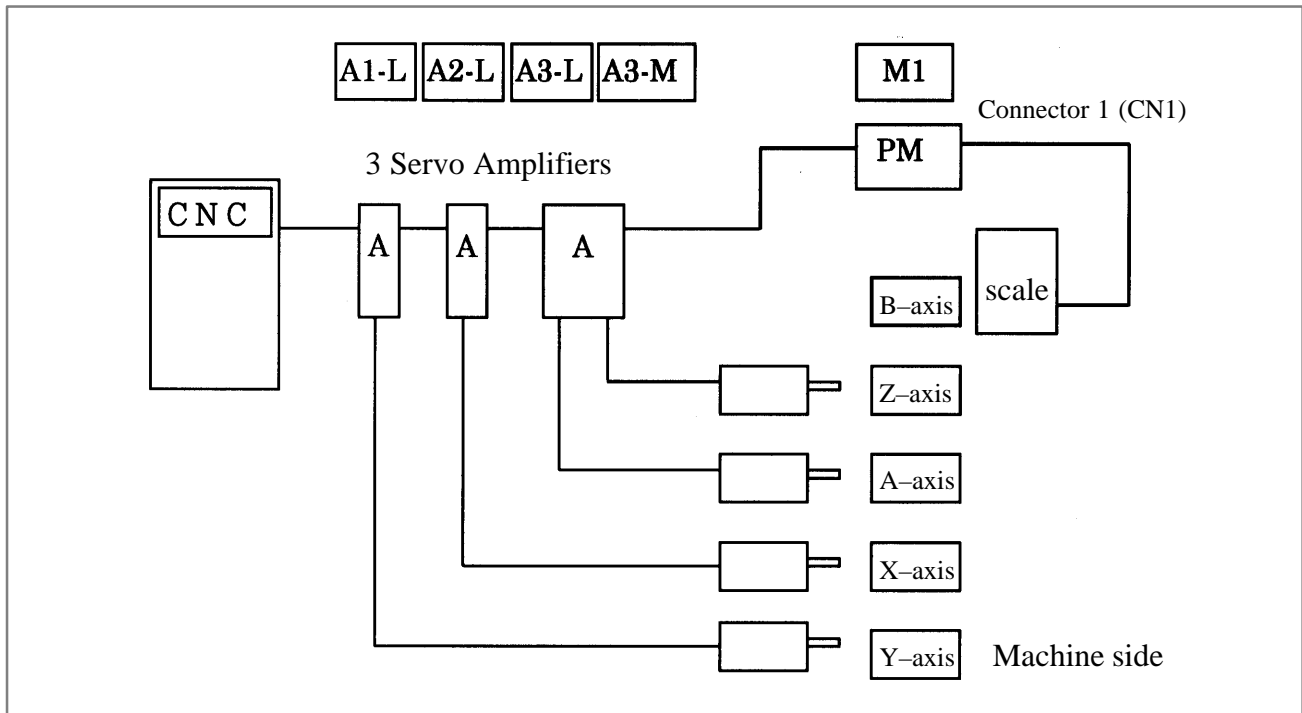 A1-L A2-L A3-L A3-M M1
Connector 1 (CN1)
PM
3 Servo Amplifiers
CNC
A A A
scale
B–axis
Z–axis
A–axis
X–axis
Y–axis Machine side